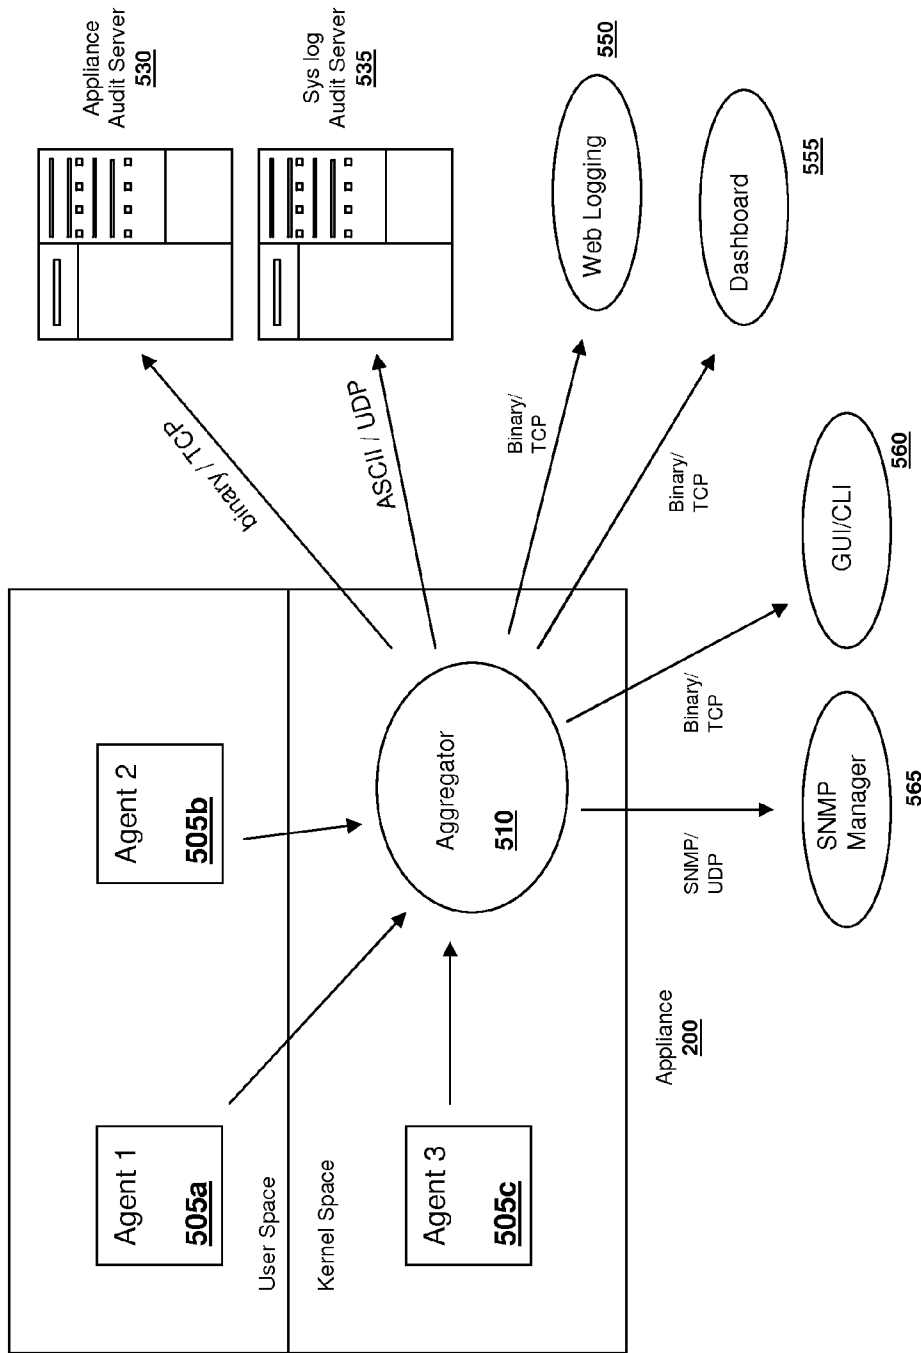 Agent 1
505a
Agent 2
505b
User Space
Kernel Space
Agent 3
505c
Aggregator
510
Appliance
200
binary / TCP
Appliance
Audit Server
530
ASCII / UDP
Sys log
Audit Server
535
Binary/
TCP
Web Logging
550
Binary/
TCP
Dashboard
555
Binary/
TCP
GUI/CLI
560
SNMP/
UDP
SNMP
Manager
565